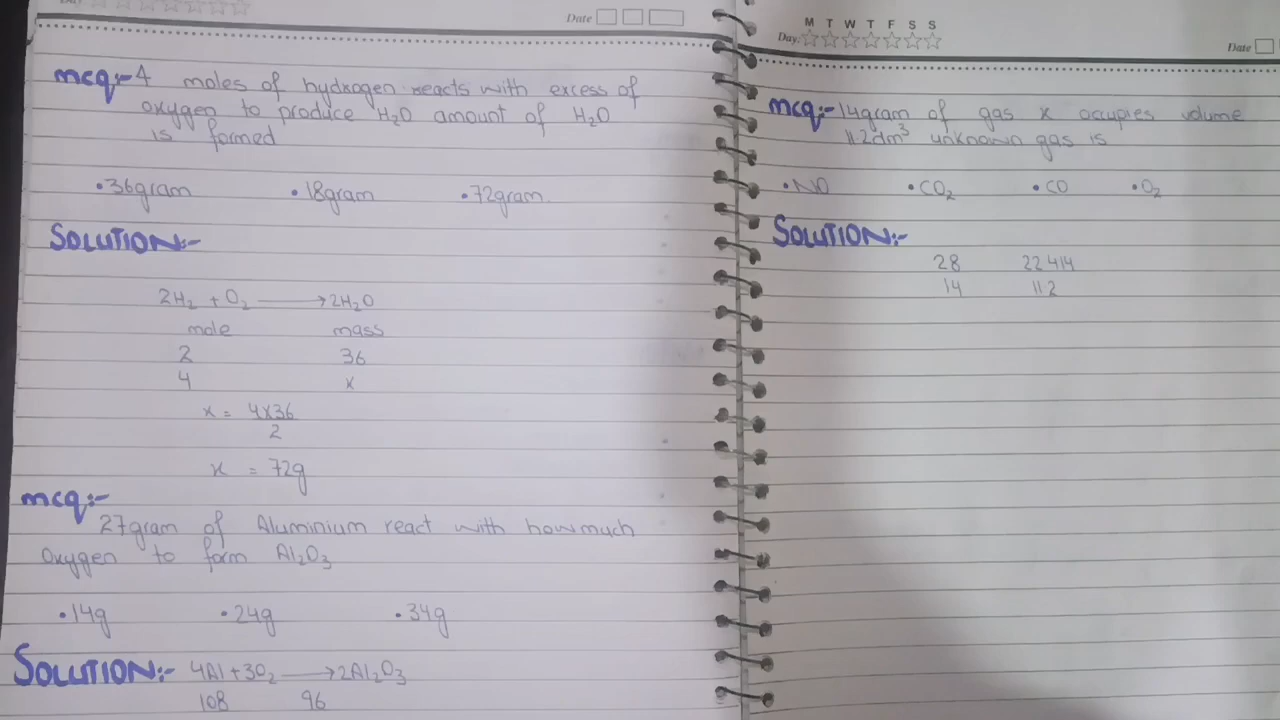 Date
mcq:- 4 moles of hydrogen reacts with excess of
oxygen to produce H₂O amount of H₂O
is formed
•36gram •18gram •72gram.
SOLUTION:-
2H₂ + O₂ ⟶ 2H₂O
mole mass
2 36
4 x
x = 4×36
2
x = 72g
mcq:-
27gram of Aluminium react with howmuch
oxygen to form Al₂O₃
•14g •24g •34g
SOLUTION:- 4Al+3O₂ ⟶ 2Al₂O₃
108 96
M T W T F S S
Day:
Date
mcq:- 14gram of gas x occupies volume
11.2dm³ unknown gas is
•NO •CO₂ •CO •O₂
SOLUTION:-
28 22.414
14 11.2